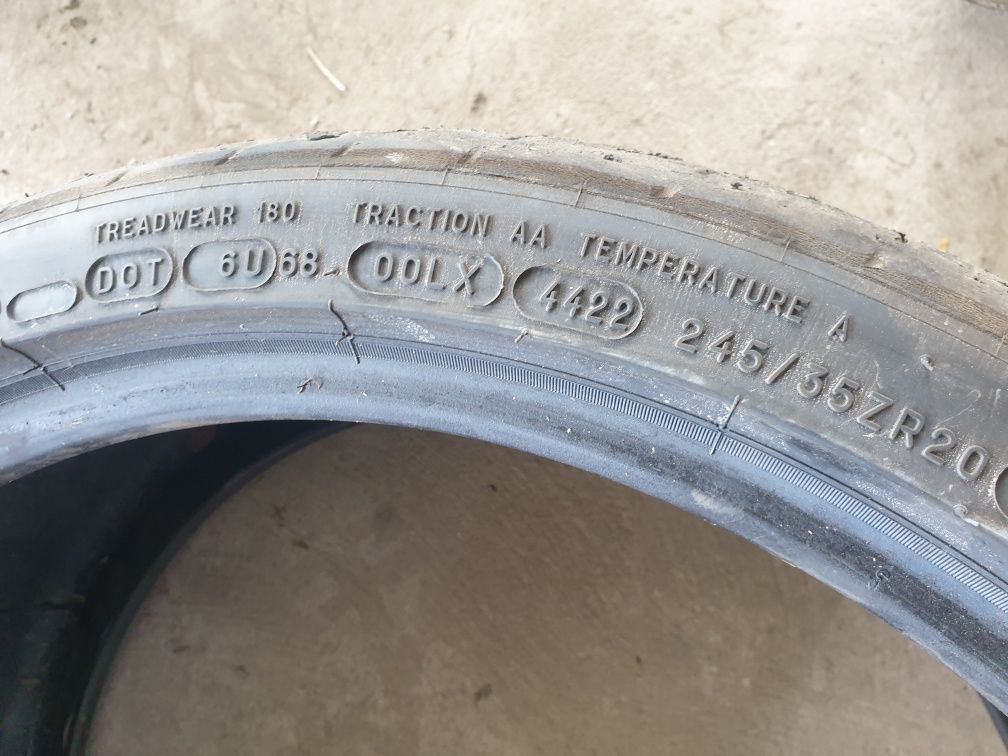 TREADWEAR 180 TRACTION AA TEMPERATURE A
DOT 6U68 00LX 4422 245/35ZR20